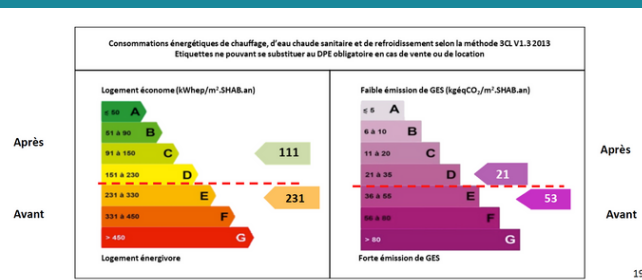 Consommations énergétiques de chauffage, d'eau chaude sanitaire et de refroidissement selon la méthode 3CL V1.3 2013
Etiquettes ne pouvant se substituer au DPE obligatoire en cas de vente ou de location
Logement économe (kWhep/m².SHAB.an)
≤ 50 A
51 à 90 B
91 à 150 C
151 à 230 D
231 à 330 E
331 à 450 F
> 450 G
Logement énergivore
111
231
Faible émission de GES (kgéqCO₂/m².SHAB.an)
≤ 5 A
6 à 10 B
11 à 20 C
21 à 35 D
36 à 55 E
56 à 80 F
> 80 G
Forte émission de GES
21
53
Après
Avant
Après
Avant